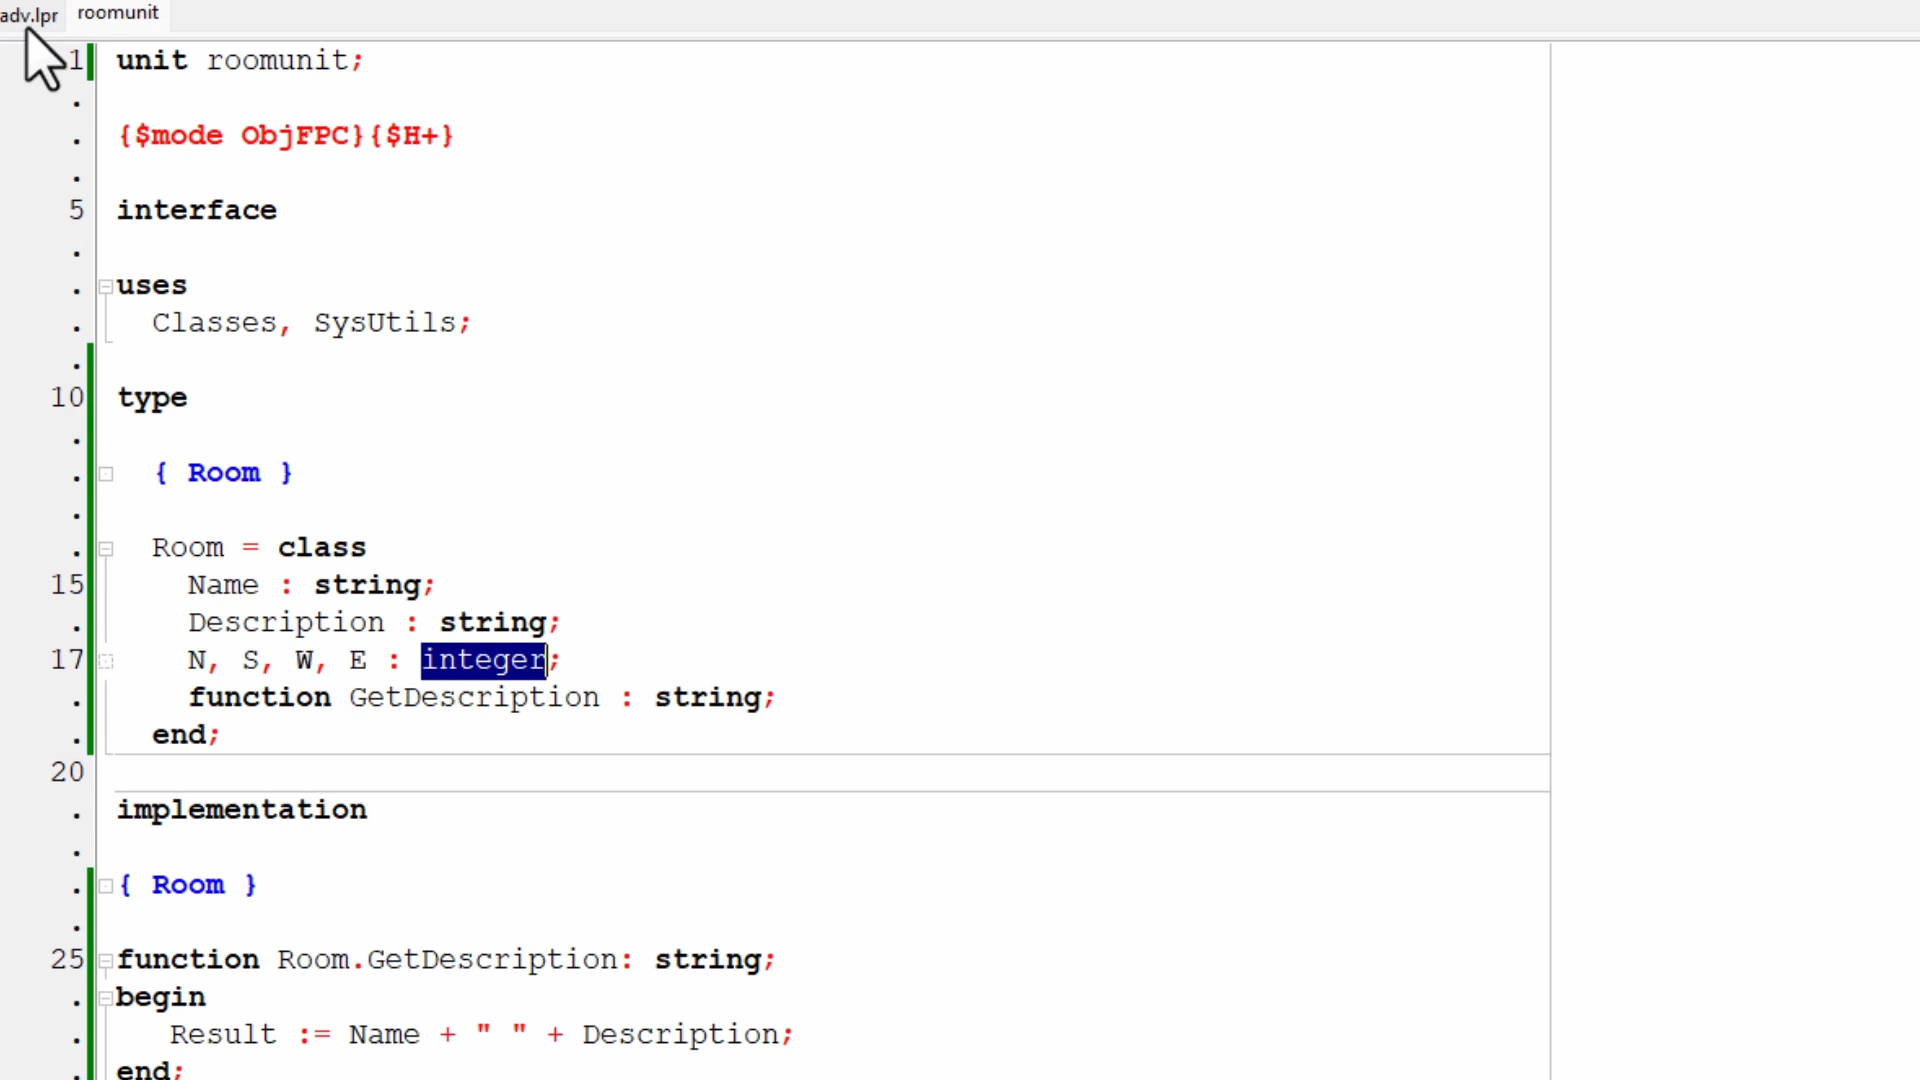 adv.lpr roomunit
1 unit roomunit;
.
. {$mode ObjFPC}{$H+}
.
5 interface
.
. uses
. Classes, SysUtils;
.
10 type
.
. { Room }
.
. Room = class
15 Name : string;
. Description : string;
17 N, S, W, E : integer;
. function GetDescription : string;
. end;
20
. implementation
.
. { Room }
.
25 function Room.GetDescription: string;
. begin
. Result := Name + " " + Description;
. end;